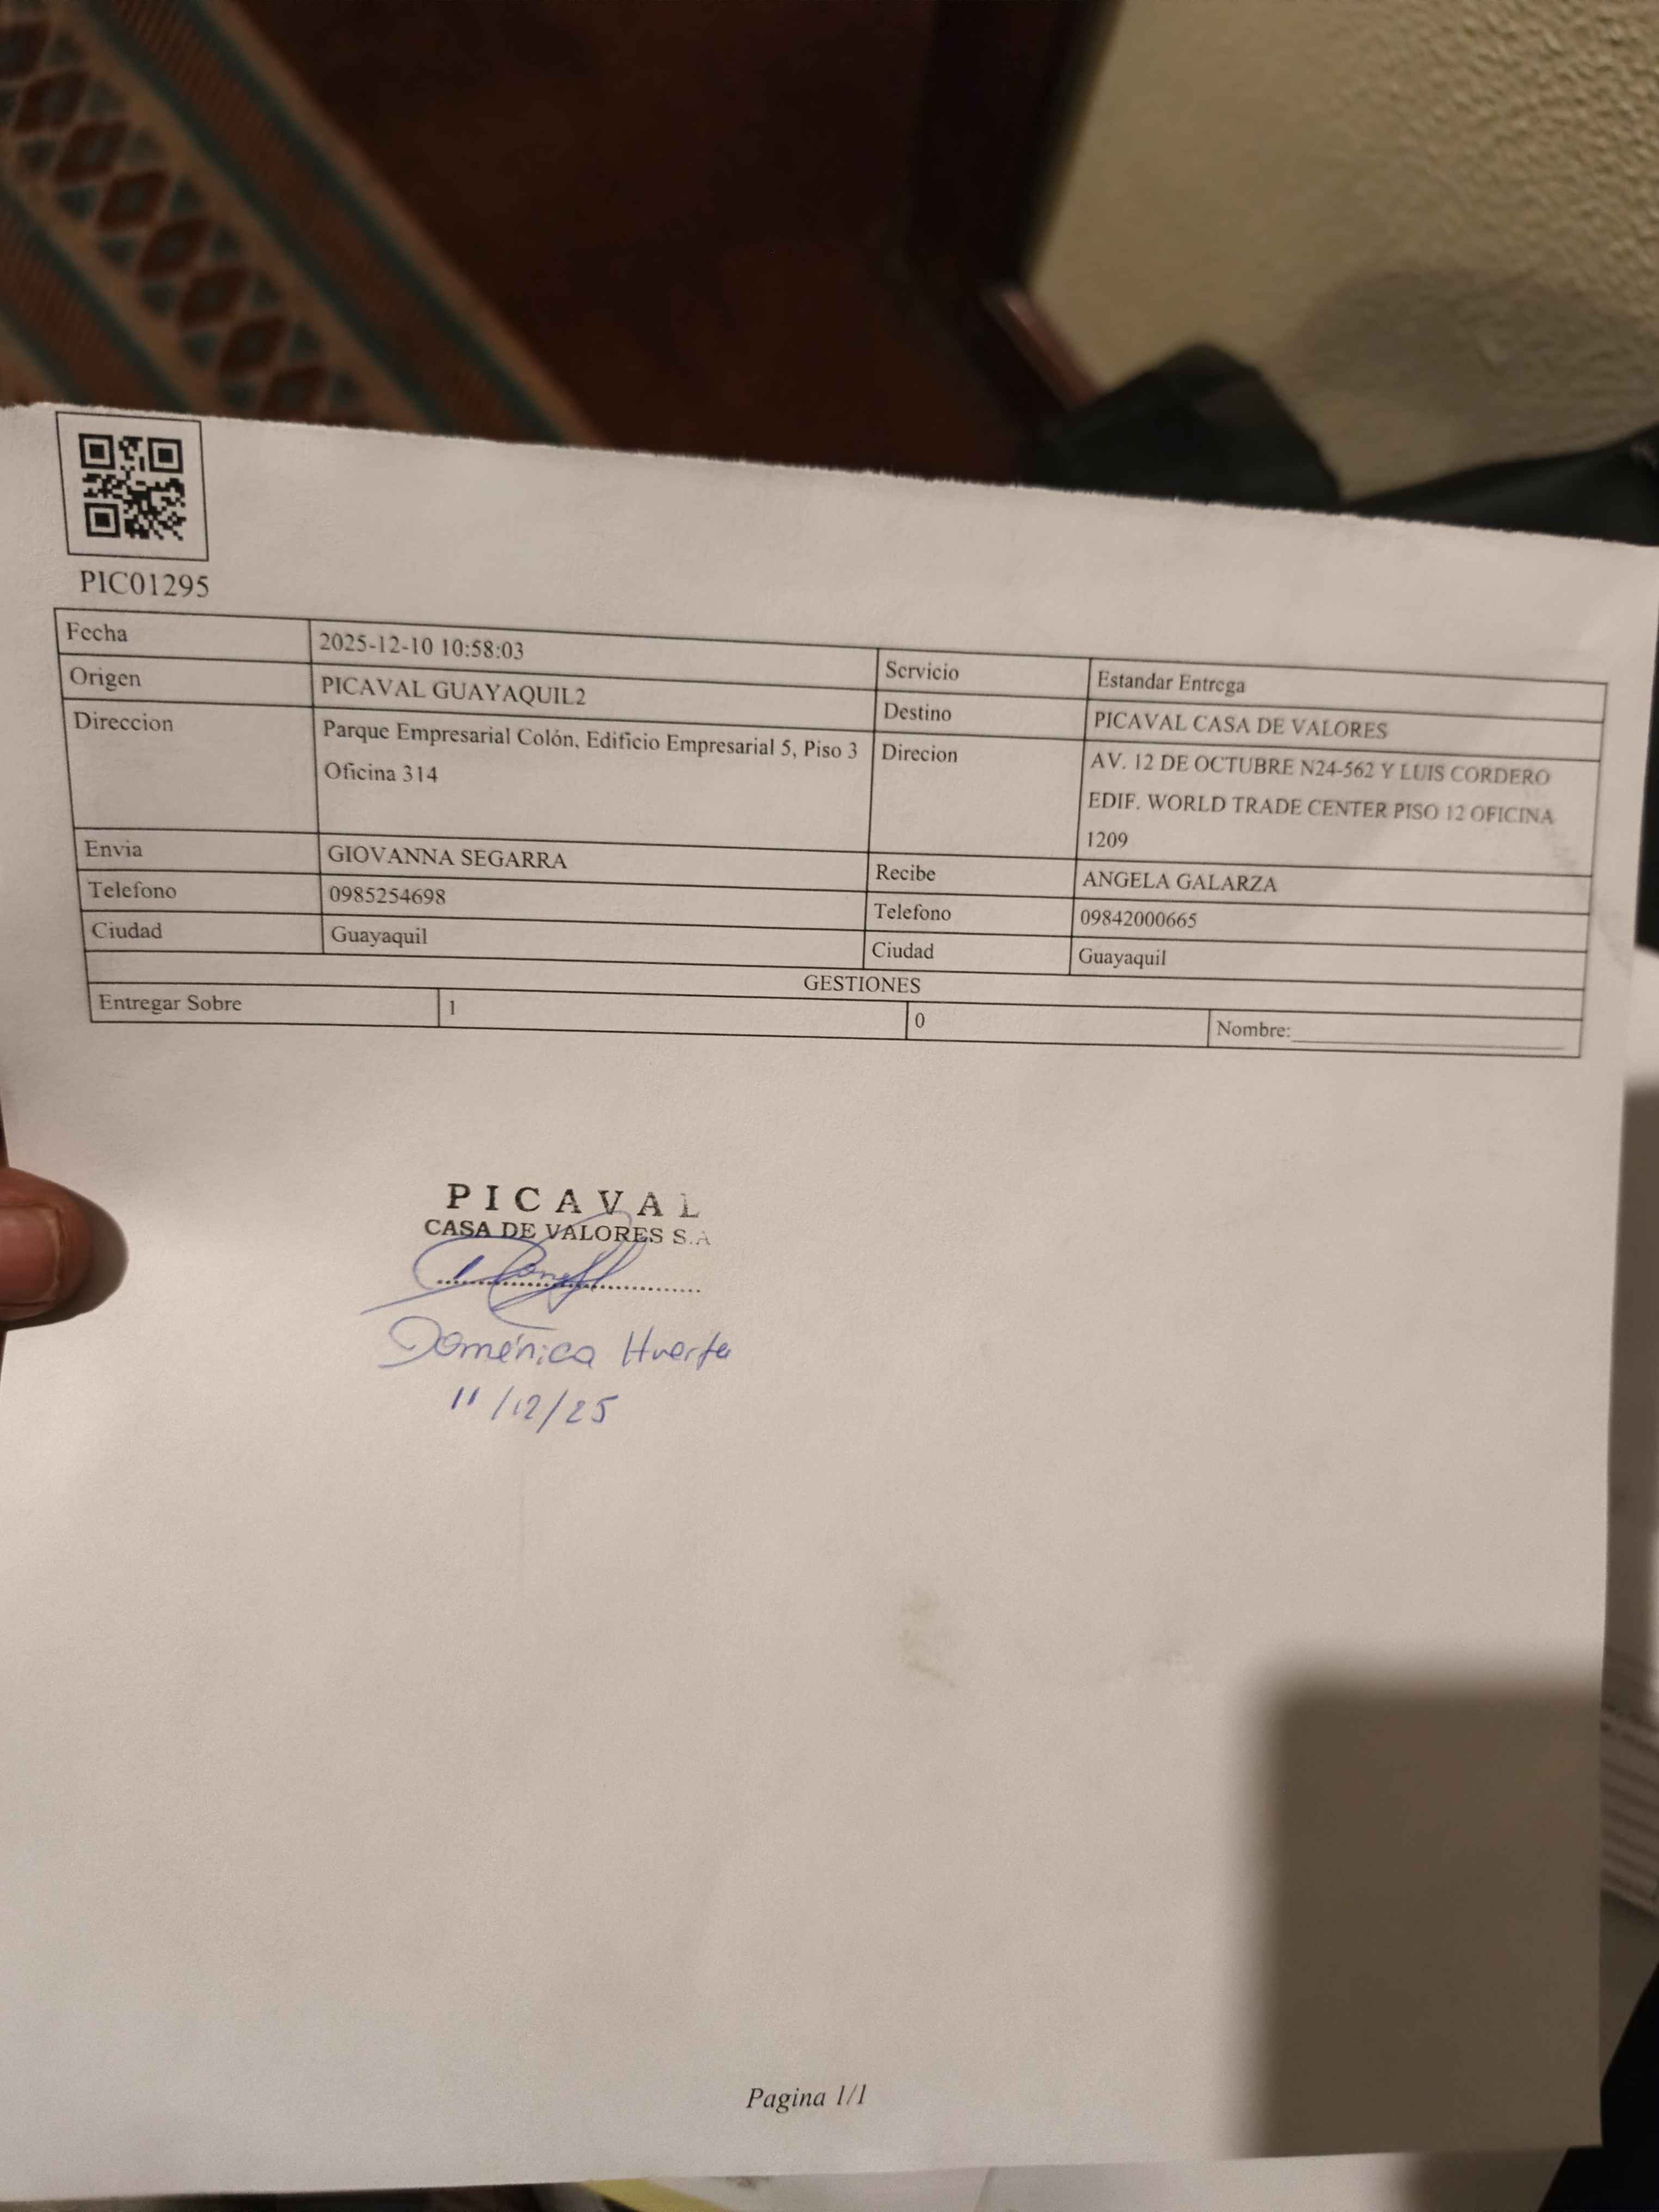 PIC01295
Fecha 2025-12-10 10:58:03 Servicio Estandar Entrega
Origen PICAVAL GUAYAQUIL2 Destino PICAVAL CASA DE VALORES
Direccion Parque Empresarial Colón, Edificio Empresarial 5, Piso 3 Direcion AV. 12 DE OCTUBRE N24-562 Y LUIS CORDERO
Oficina 314 EDIF. WORLD TRADE CENTER PISO 12 OFICINA
1209
Envia GIOVANNA SEGARRA Recibe ANGELA GALARZA
Telefono 0985254698 Telefono 09842000665
Ciudad Guayaquil Ciudad Guayaquil
GESTIONES
Entregar Sobre 1 0 Nombre:
PICAVAL
CASA DE VALORES S.A
Doménica Huerta
11/12/25
Pagina 1/1